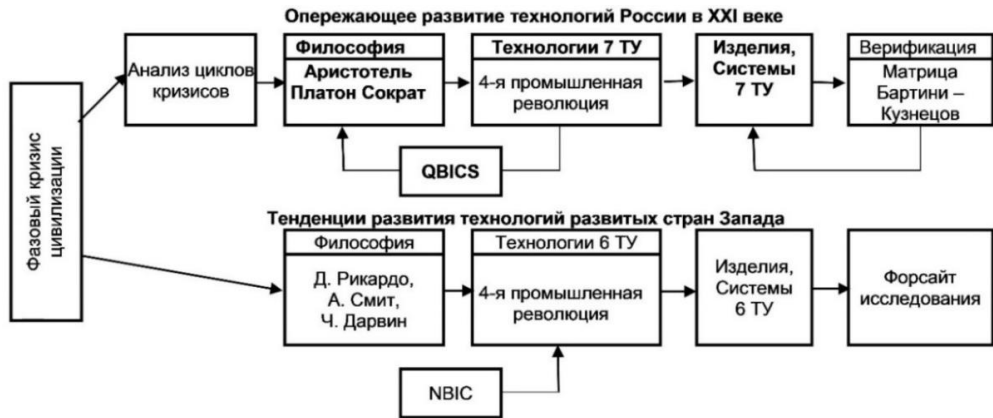 Опережающее развитие технологий России в XXI веке
Фазовый кризис
цивилизации
Анализ циклов
кризисов
Философия
Аристотель
Платон Сократ
Технологии 7 ТУ
4-я промышленная
революция
Изделия,
Системы
7 ТУ
Верификация
Матрица
Бартини –
Кузнецов
QBICS
Тенденции развития технологий развитых стран Запада
Философия
Д. Рикардо,
А. Смит,
Ч. Дарвин
Технологии 6 ТУ
4-я промышленная
революция
Изделия,
Системы
6 ТУ
Форсайт
исследования
NBIC